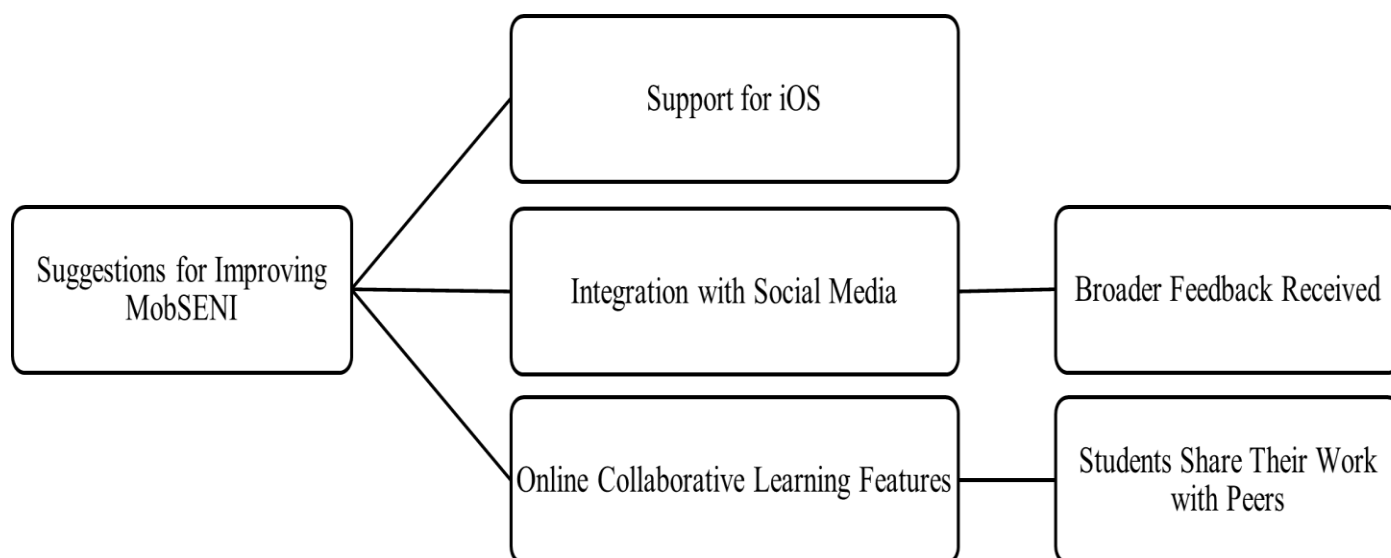 Support for iOS
Suggestions for Improving
MobSENI
Integration with Social Media
Broader Feedback Received
Online Collaborative Learning Features
Students Share Their Work
with Peers